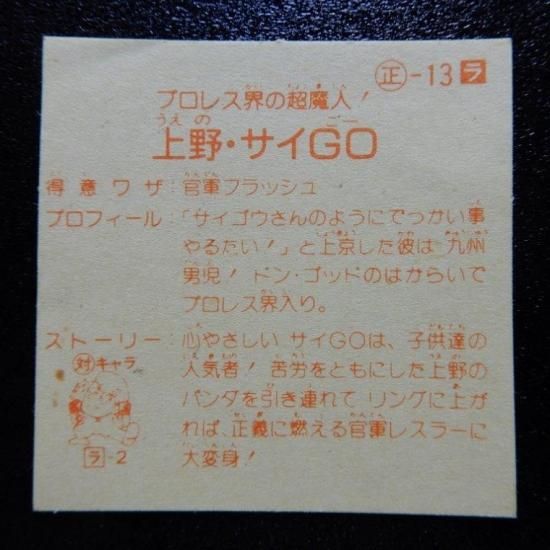 正-13ラ
プロレス界の超魔人!
上野・サイGO
得意ワザ:官軍フラッシュ
プロフィール:「サイゴウさんのようにでっかい事
やるたい!」と上京した彼は 九州
男児! ドン・ゴッドのはからいで
プロレス界入り。
ストーリー:心やさしい サイGOは、子供達の
人気者! 苦労をともにした上野の
パンダを引き連れて リングに上が
れば、正義に燃える官軍レスラーに
大変身!
対キャラ
ラ-2